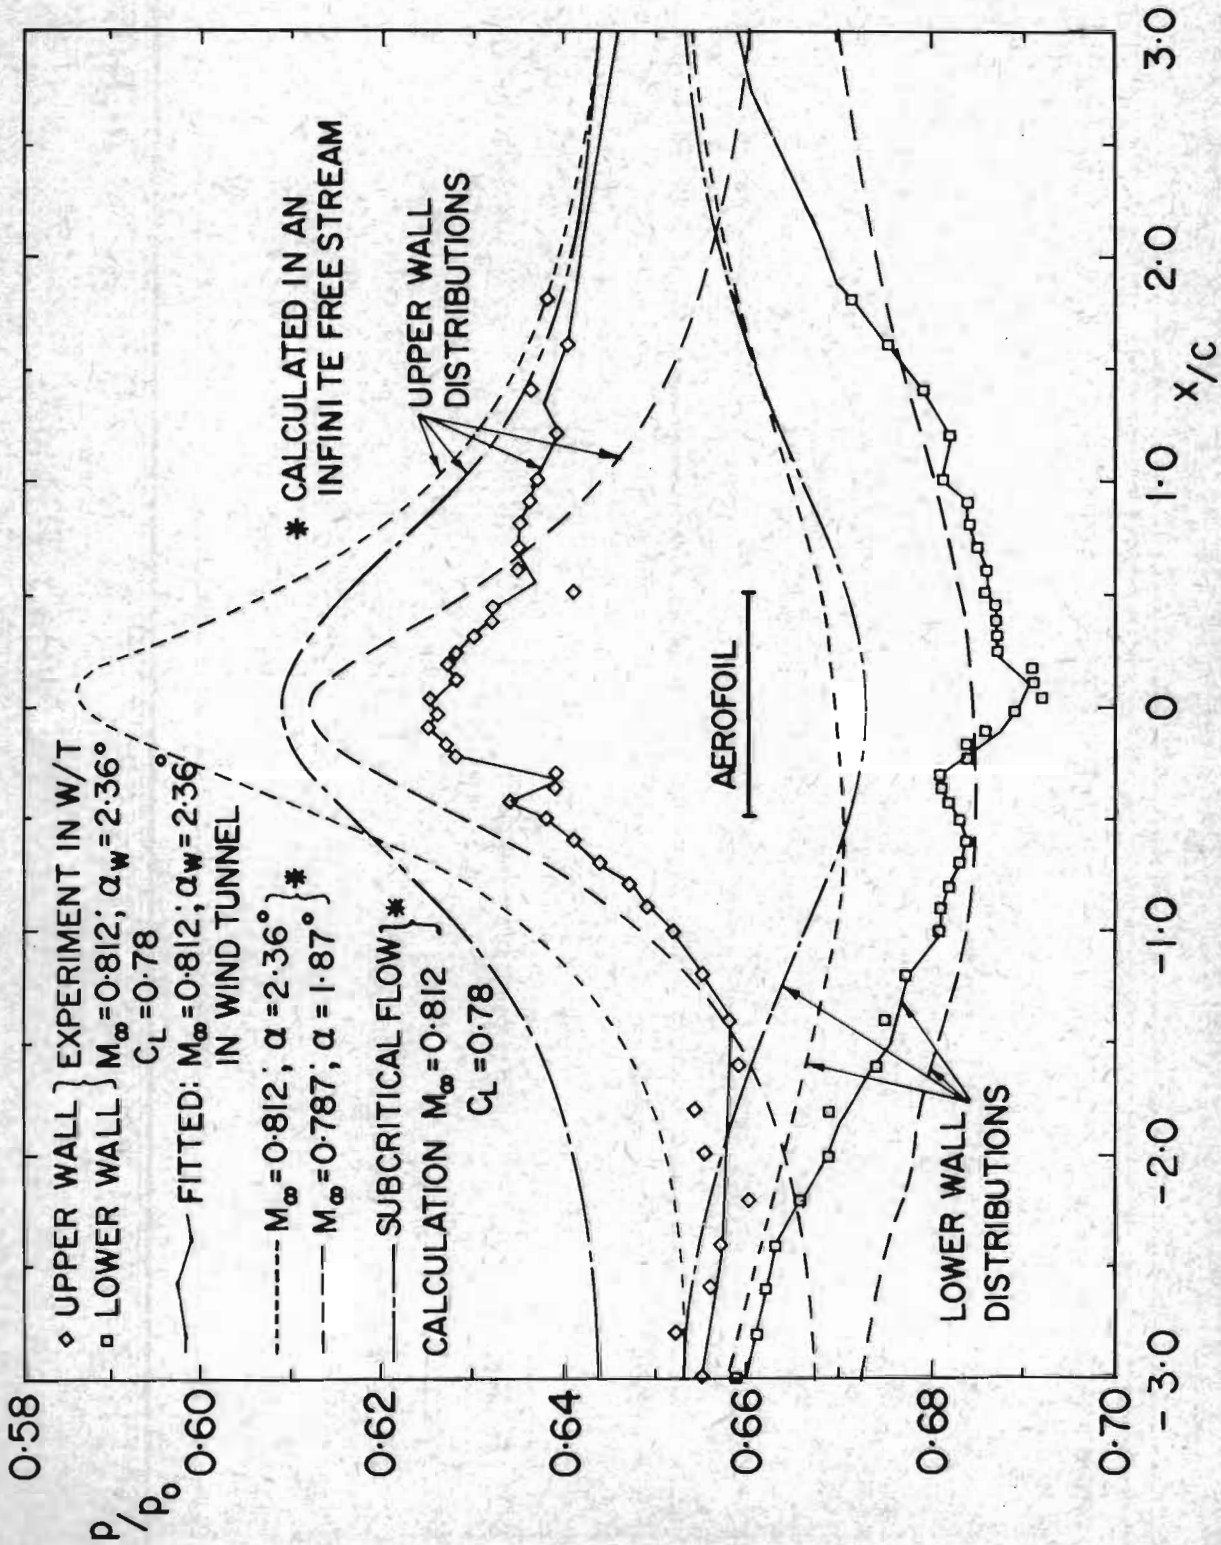 0.58
0.60
0.62
0.64
0.66
0.68
0.70
p/p₀
-3.0
-2.0
-1.0
0
1.0
2.0
3.0
x/c
◇ UPPER WALL } EXPERIMENT IN W/T
□ LOWER WALL } M∞=0.812; αw=2.36°
CL=0.78
FITTED: M∞=0.812; αw=2.36°
IN WIND TUNNEL
M∞=0.812; α=2.36° } *
M∞=0.787; α=1.87° }
SUBCRITICAL FLOW } *
CALCULATION M∞=0.812
CL=0.78
* CALCULATED IN AN
INFINITE FREE STREAM
UPPER WALL
DISTRIBUTIONS
AEROFOIL
LOWER WALL
DISTRIBUTIONS